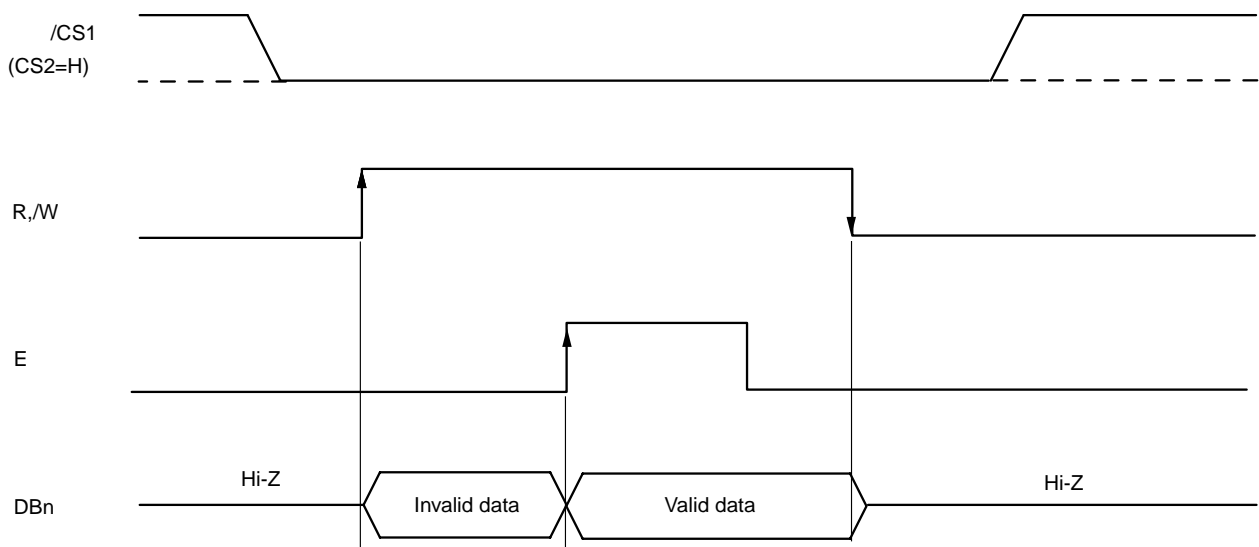 /CS1
(CS2=H)
R,/W
E
DBn
Hi-Z
Invalid data
Valid data
Hi-Z